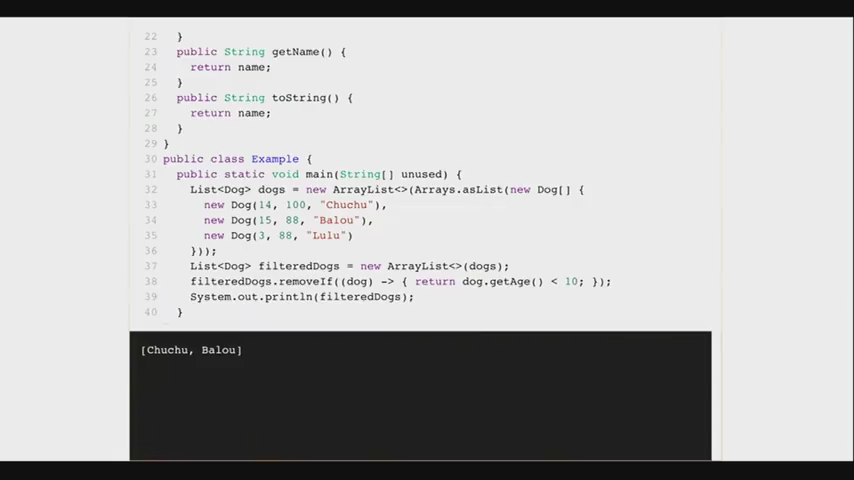 22   }
23   public String getName() {
24     return name;
25   }
26   public String toString() {
27     return name;
28   }
29 }
30 public class Example {
31   public static void main(String[] unused) {
32     List<Dog> dogs = new ArrayList<>(Arrays.asList(new Dog[] {
33       new Dog(14, 100, "Chuchu"),
34       new Dog(15, 88, "Balou"),
35       new Dog(3, 88, "Lulu")
36     }));
37     List<Dog> filteredDogs = new ArrayList<>(dogs);
38     filteredDogs.removeIf((dog) -> { return dog.getAge() < 10; });
39     System.out.println(filteredDogs);
40   }
[Chuchu, Balou]